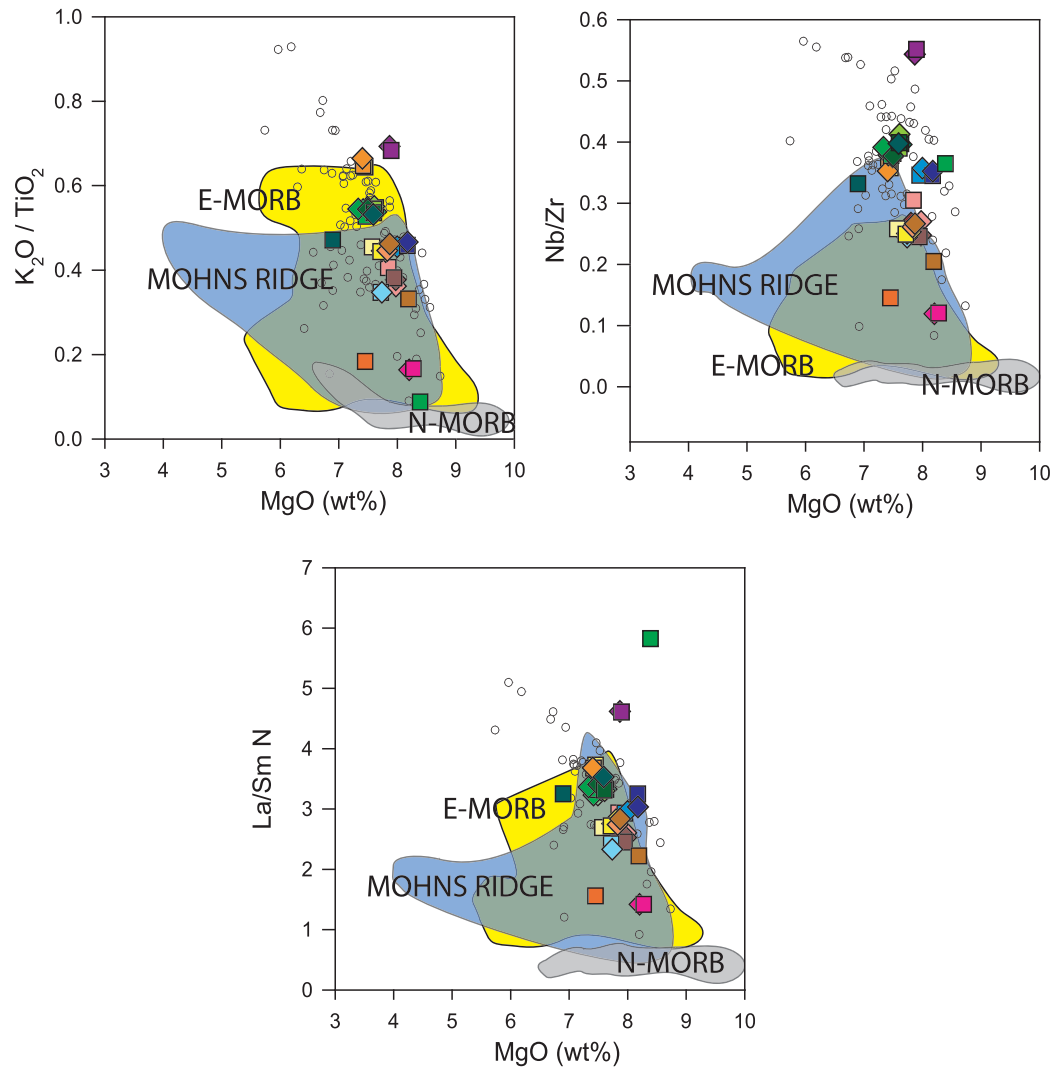 1.0
0.8
0.6
0.4
0.2
0.0
K2O / TiO2
E-MORB
MOHNS RIDGE
N-MORB
3 4 5 6 7 8 9 10
MgO (wt%)
0.6
0.5
0.4
0.3
0.2
0.1
0.0
Nb/Zr
MOHNS RIDGE
E-MORB
N-MORB
3 4 5 6 7 8 9 10
MgO (wt%)
7
6
5
4
3
2
1
0
La/Sm N
E-MORB
MOHNS RIDGE
N-MORB
3 4 5 6 7 8 9 10
MgO (wt%)